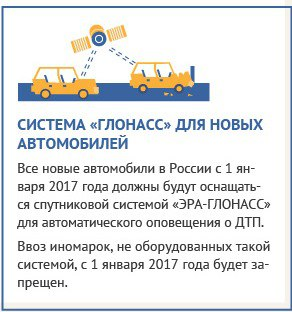 СИСТЕМА «ГЛОНАСС» ДЛЯ НОВЫХ
АВТОМОБИЛЕЙ
Все новые автомобили в России с 1 ян-
варя 2017 года должны будут оснащать-
ся спутниковой системой «ЭРА-ГЛОНАСС»
для автоматического оповещения о ДТП.
Ввоз иномарок, не оборудованных такой
системой, с 1 января 2017 года будет за-
прещен.